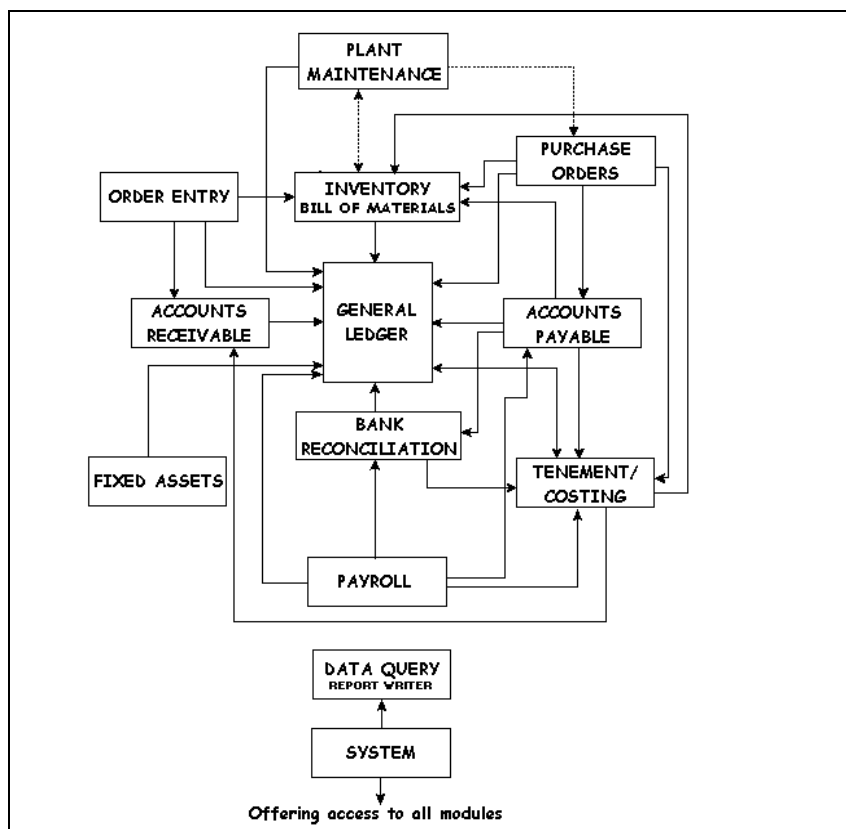 PLANT
MAINTENANCE
PURCHASE
ORDERS
ORDER ENTRY
INVENTORY
BILL OF MATERIALS
ACCOUNTS
RECEIVABLE
GENERAL
LEDGER
ACCOUNTS
PAYABLE
BANK
RECONCILIATION
FIXED ASSETS
TENEMENT/
COSTING
PAYROLL
DATA QUERY
REPORT WRITER
SYSTEM
Offering access to all modules